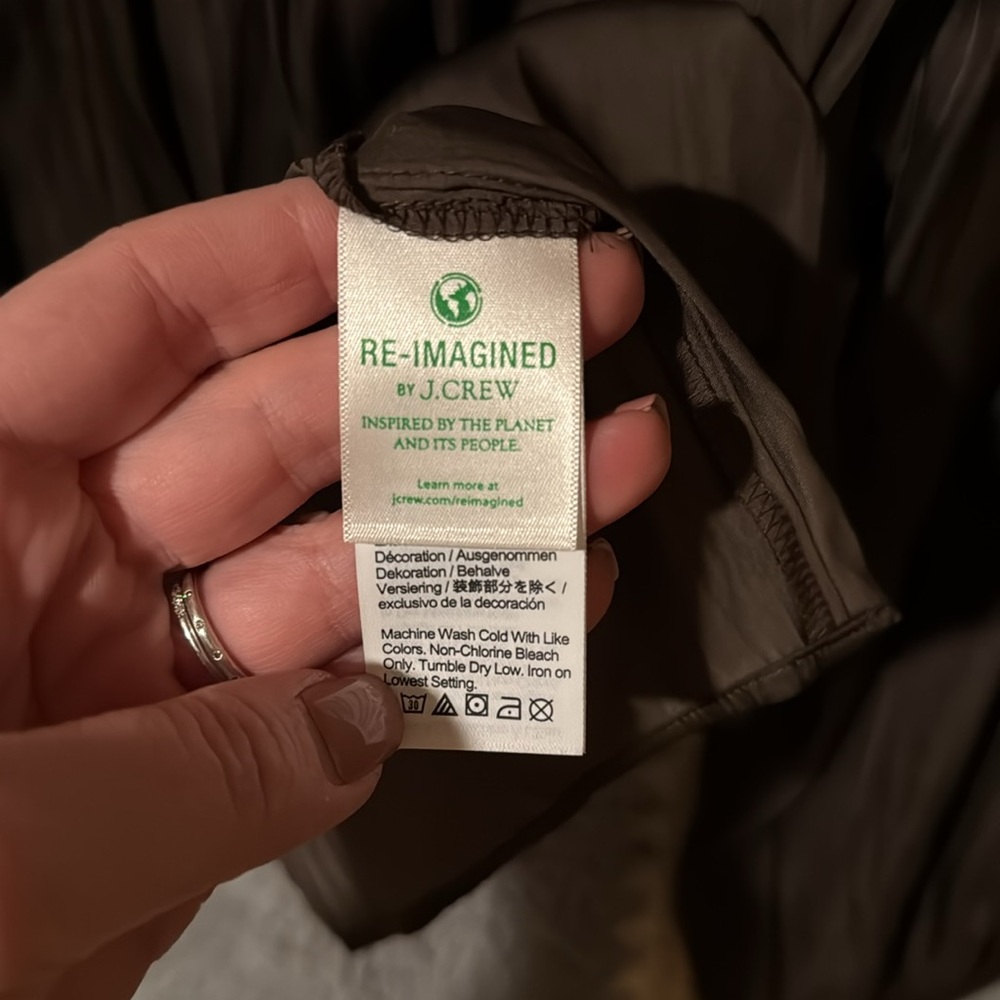 RE-IMAGINED
BY J.CREW
INSPIRED BY THE PLANET
AND ITS PEOPLE.
Learn more at
jcrew.com/reimagined
Décoration / Ausgenommen
Dekoration / Behalve
Versiering / 装飾部分を除く /
exclusivo de la decoración
Machine Wash Cold With Like
Colors. Non-Chlorine Bleach
Only. Tumble Dry Low. Iron on
Lowest Setting.
30